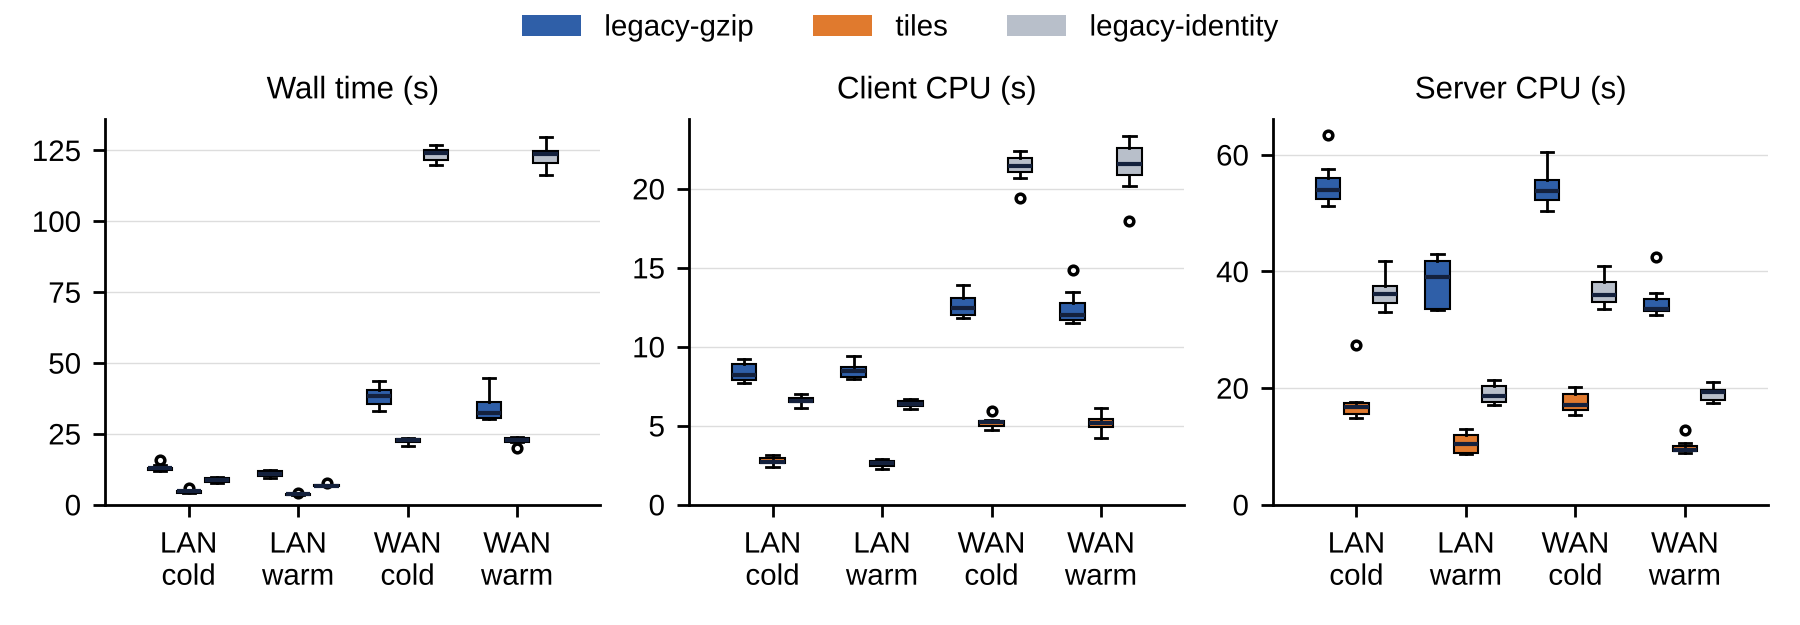 legacy-gzip tiles legacy-identity
Wall time (s)
125
100
75
50
25
0
LAN cold
LAN warm
WAN cold
WAN warm
Client CPU (s)
20
15
10
5
0
LAN cold
LAN warm
WAN cold
WAN warm
Server CPU (s)
60
40
20
0
LAN cold
LAN warm
WAN cold
WAN warm